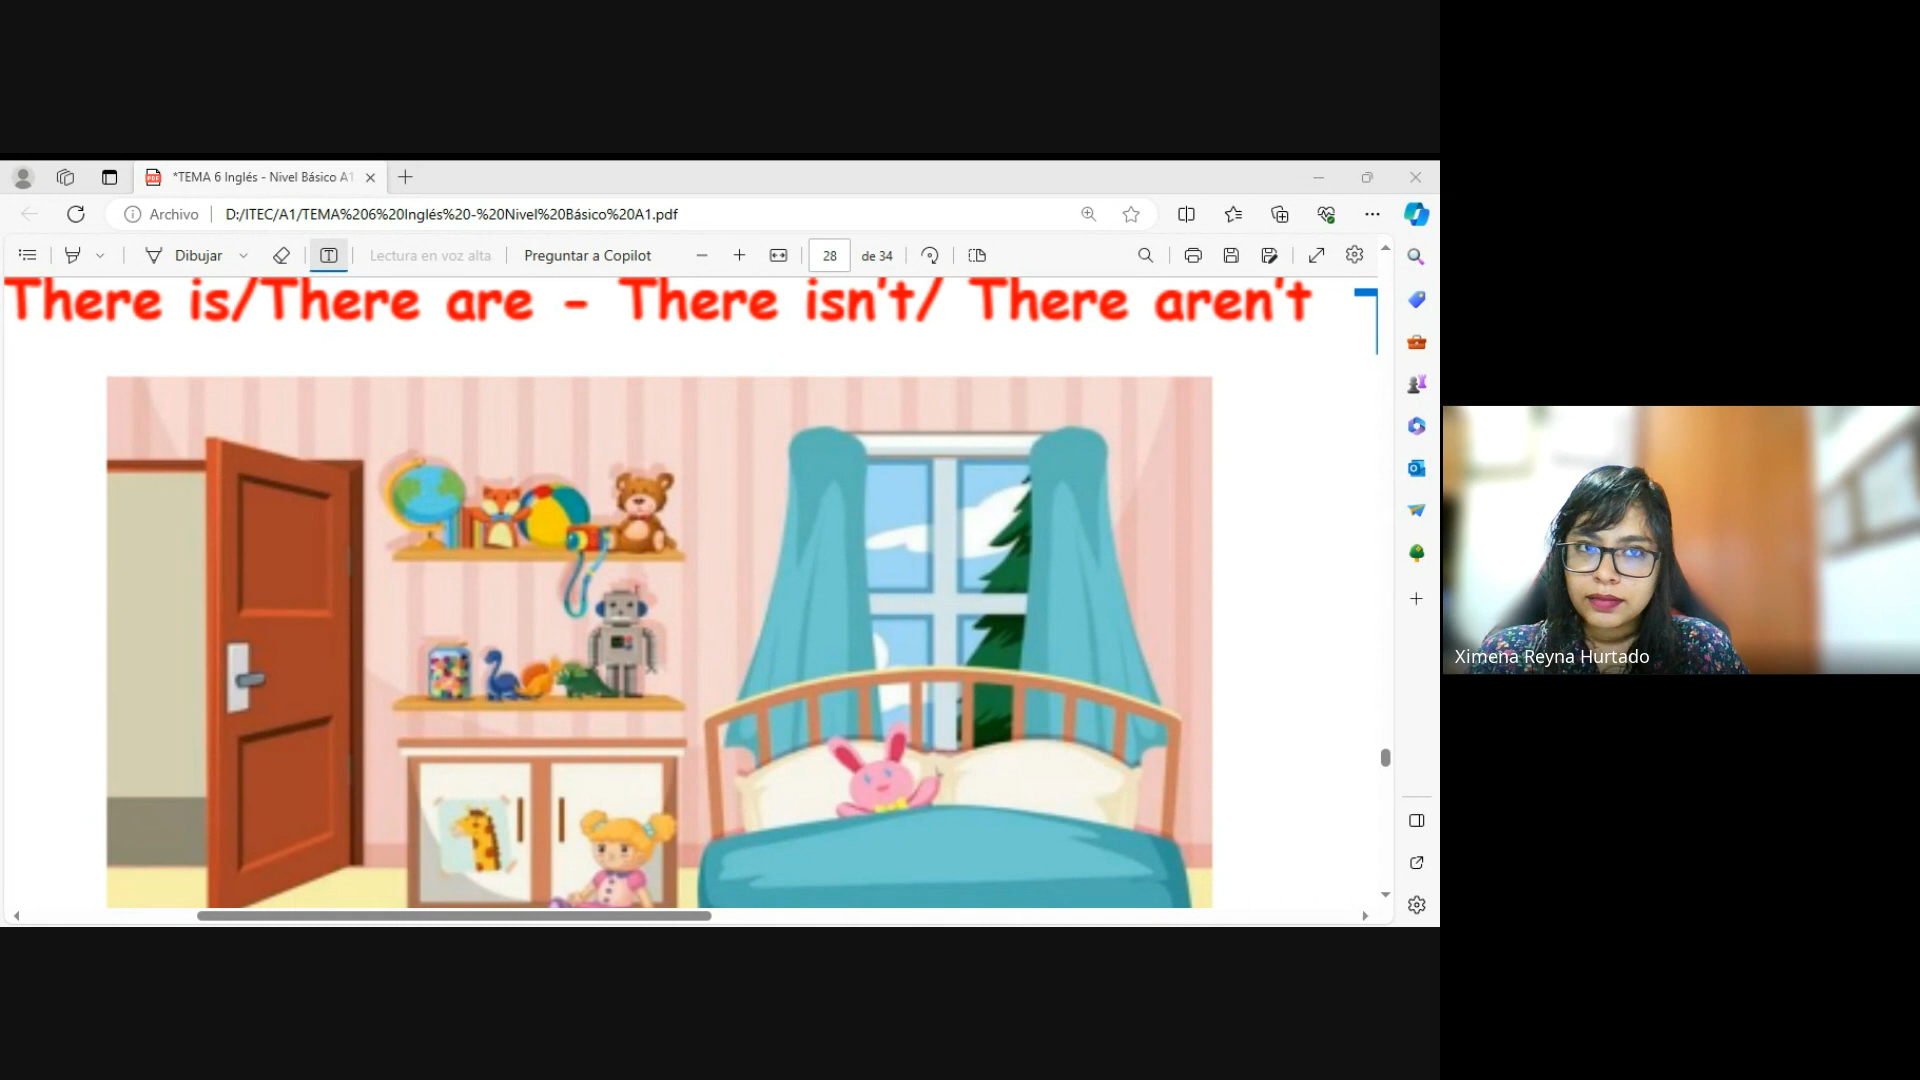 *TEMA 6 Inglés - Nivel Básico A1
Archivo
D:/ITEC/A1/TEMA%206%20Inglés%20-%20Nivel%20Básico%20A1.pdf
Dibujar
Lectura en voz alta
Preguntar a Copilot
28
de 34
There is/There are - There isn't/ There aren't
Ximena Reyna Hurtado